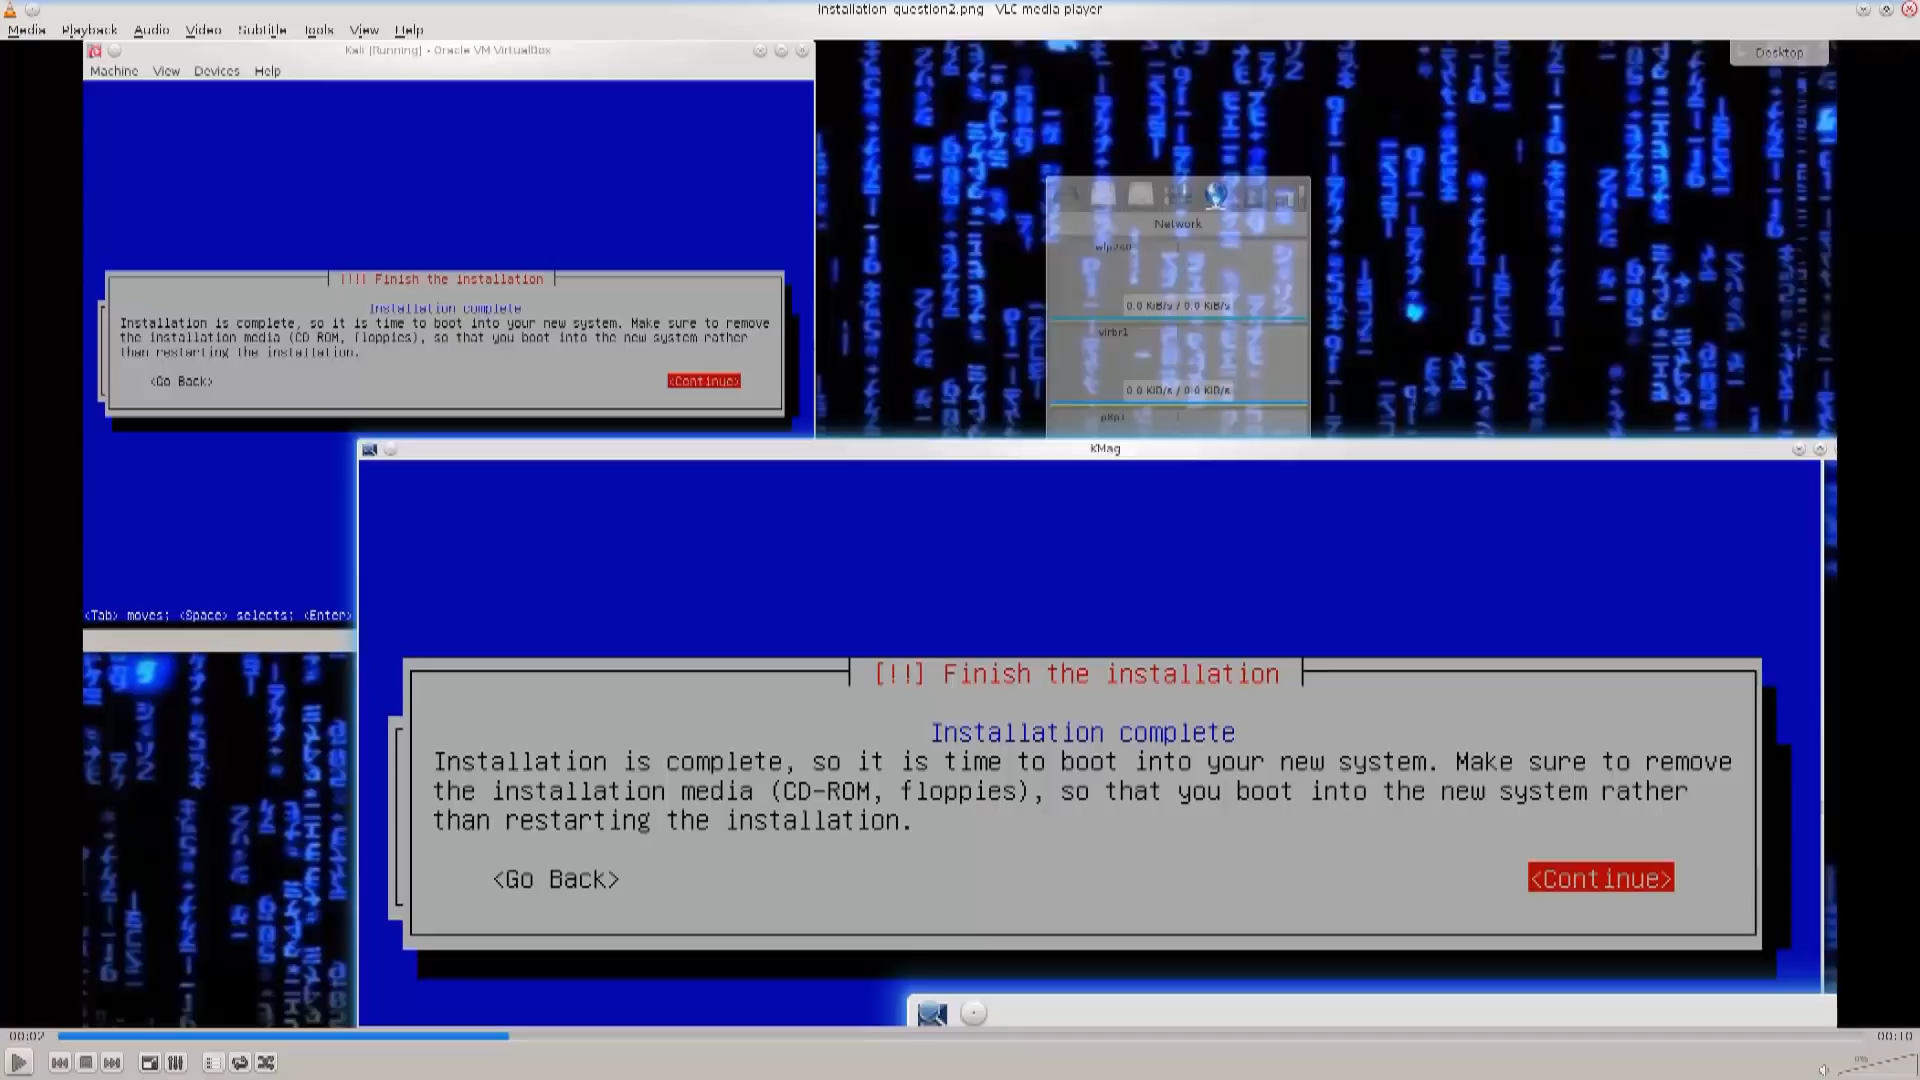 Installation question2.png VLC media player
Media Playback Audio Video Subtitle Tools View Help
Kali [Running] - Oracle VM VirtualBox
Desktop
Machine View Devices Help
Network
0.0 KiB/s / 0.0 KiB/s
virbr1
0.0 KiB/s / 0.0 KiB/s
p8p1
Finish the installation
Installation complete
Installation is complete, so it is time to boot into your new system. Make sure to remove
the installation media (CD ROM, floppies), so that you boot into the new system rather
than restarting the installation.
<Go Back> <Continue>
<Tab> moves; <Space> selects; <Enter>
KMag
[!!] Finish the installation
Installation complete
Installation is complete, so it is time to boot into your new system. Make sure to remove
the installation media (CD-ROM, floppies), so that you boot into the new system rather
than restarting the installation.
<Go Back> <Continue>
00:02 00:10
0%